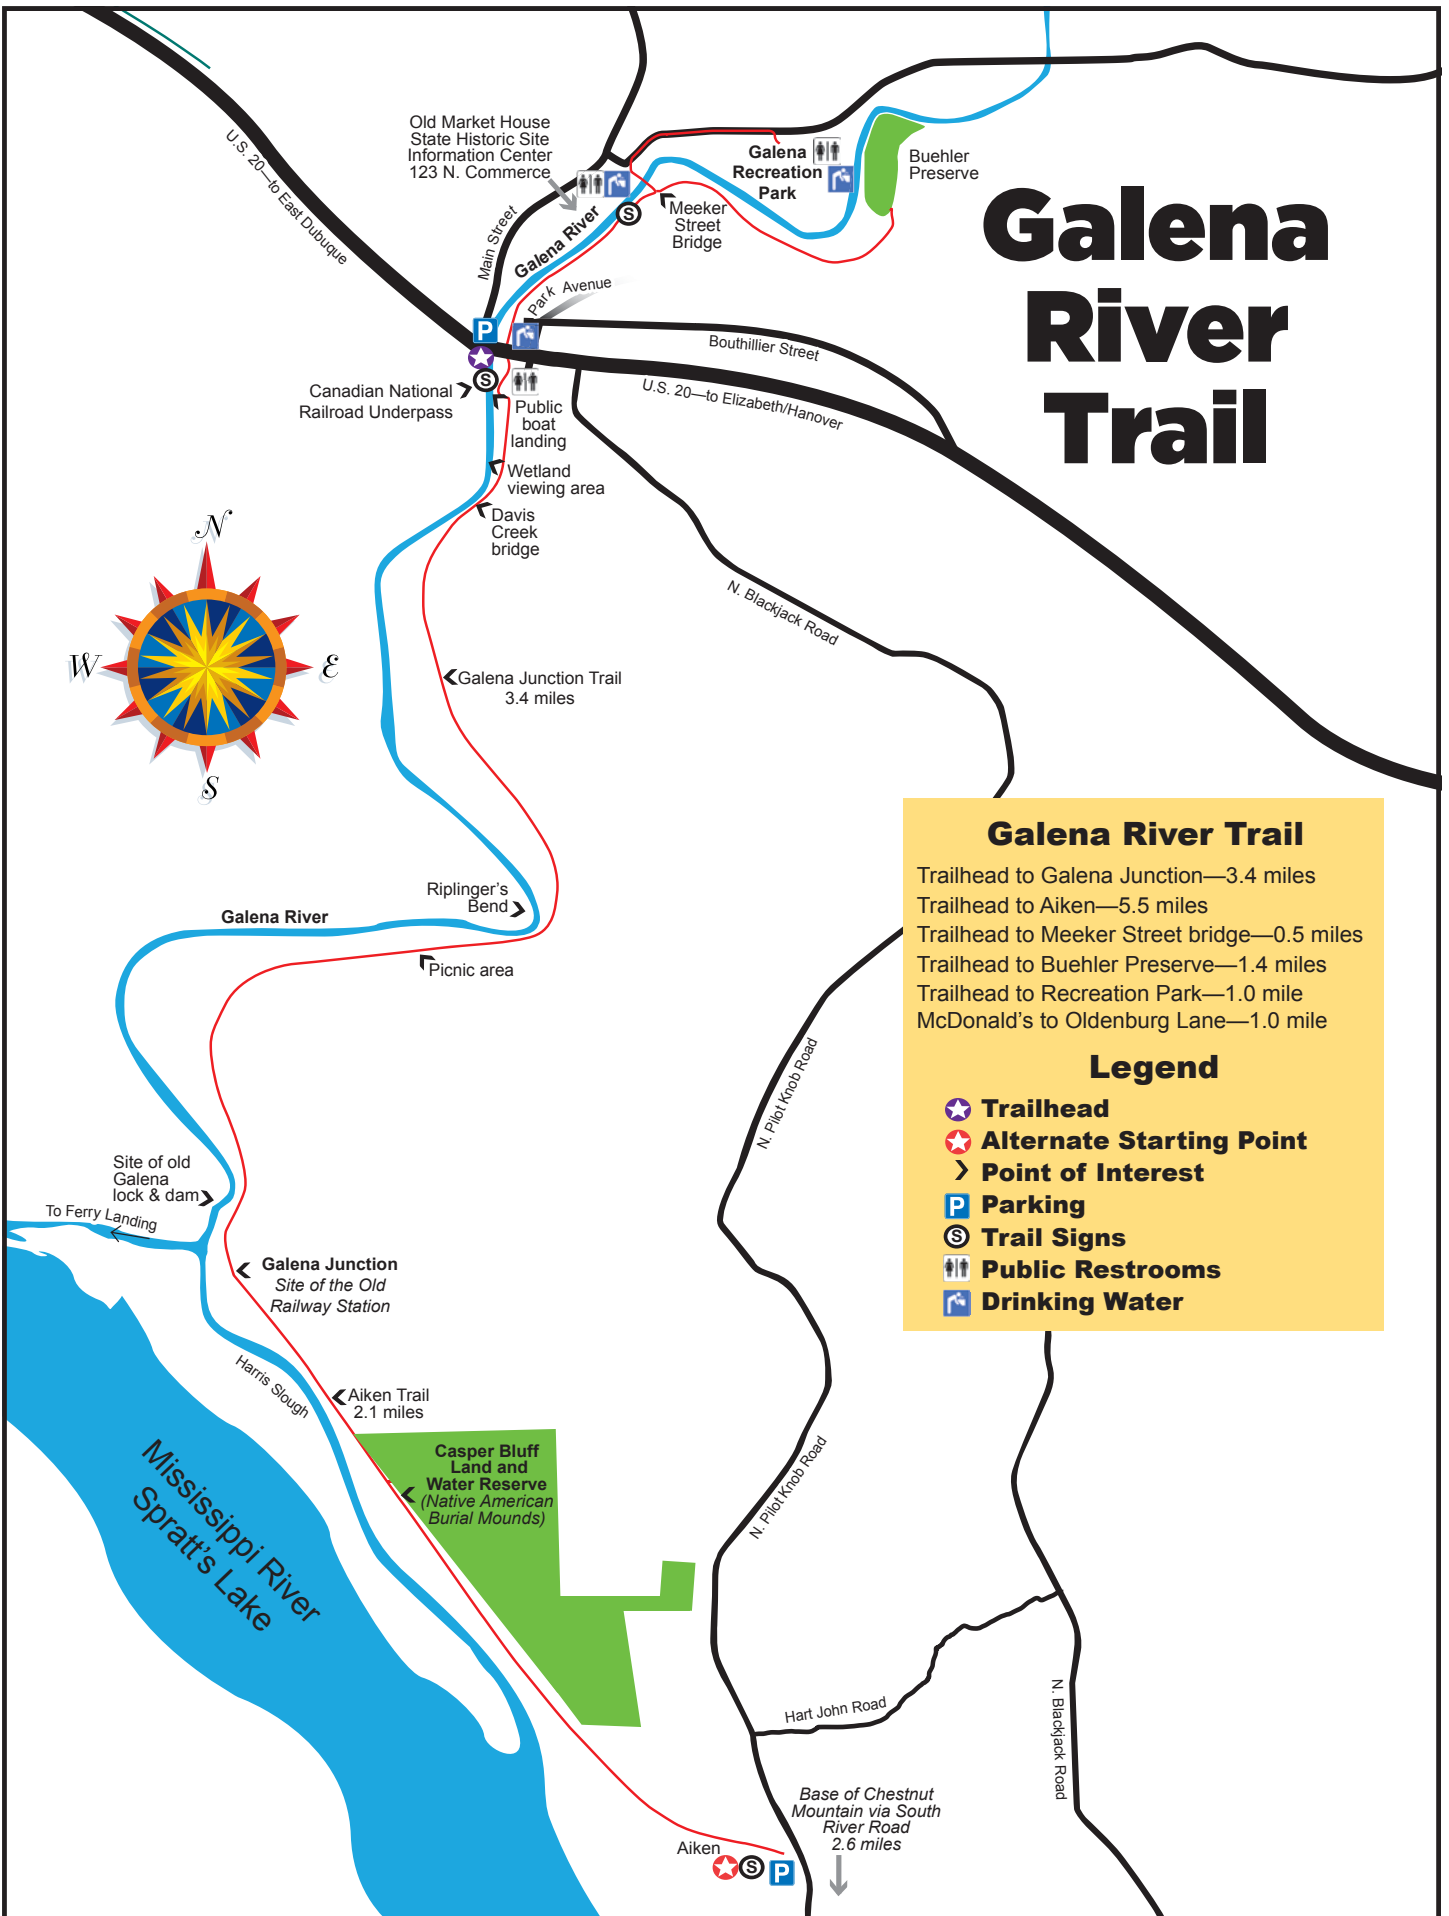 Old Market House
State Historic Site
Information Center
123 N. Commerce
U.S. 20—to East Dubuque
Main Street
Galena River
S
Galena
Recreation
Park
Buehler
Preserve
Meeker
Street
Bridge
Galena
River
Trail
Park Avenue
P
Bouthillier Street
U.S. 20—to Elizabeth/Hanover
S
Canadian National
Railroad Underpass
Public
boat
landing
Wetland
viewing area
Davis
Creek
bridge
N
W
E
S
N. Blackjack Road
Galena Junction Trail
3.4 miles
Riplinger's
Bend
Galena River
Picnic area
Galena River Trail
Trailhead to Galena Junction—3.4 miles
Trailhead to Aiken—5.5 miles
Trailhead to Meeker Street bridge—0.5 miles
Trailhead to Buehler Preserve—1.4 miles
Trailhead to Recreation Park—1.0 mile
McDonald's to Oldenburg Lane—1.0 mile
Legend
Trailhead
Alternate Starting Point
Point of Interest
P Parking
S Trail Signs
Public Restrooms
Drinking Water
N. Pilot Knob Road
Site of old
Galena
lock & dam
To Ferry Landing
Galena Junction
Site of the Old
Railway Station
Harris Slough
Aiken Trail
2.1 miles
Casper Bluff
Land and
Water Reserve
(Native American
Burial Mounds)
Mississippi River
Spratt's Lake
N. Pilot Knob Road
Hart John Road
N. Blackjack Road
Base of Chestnut
Mountain via South
River Road
2.6 miles
Aiken
S
P